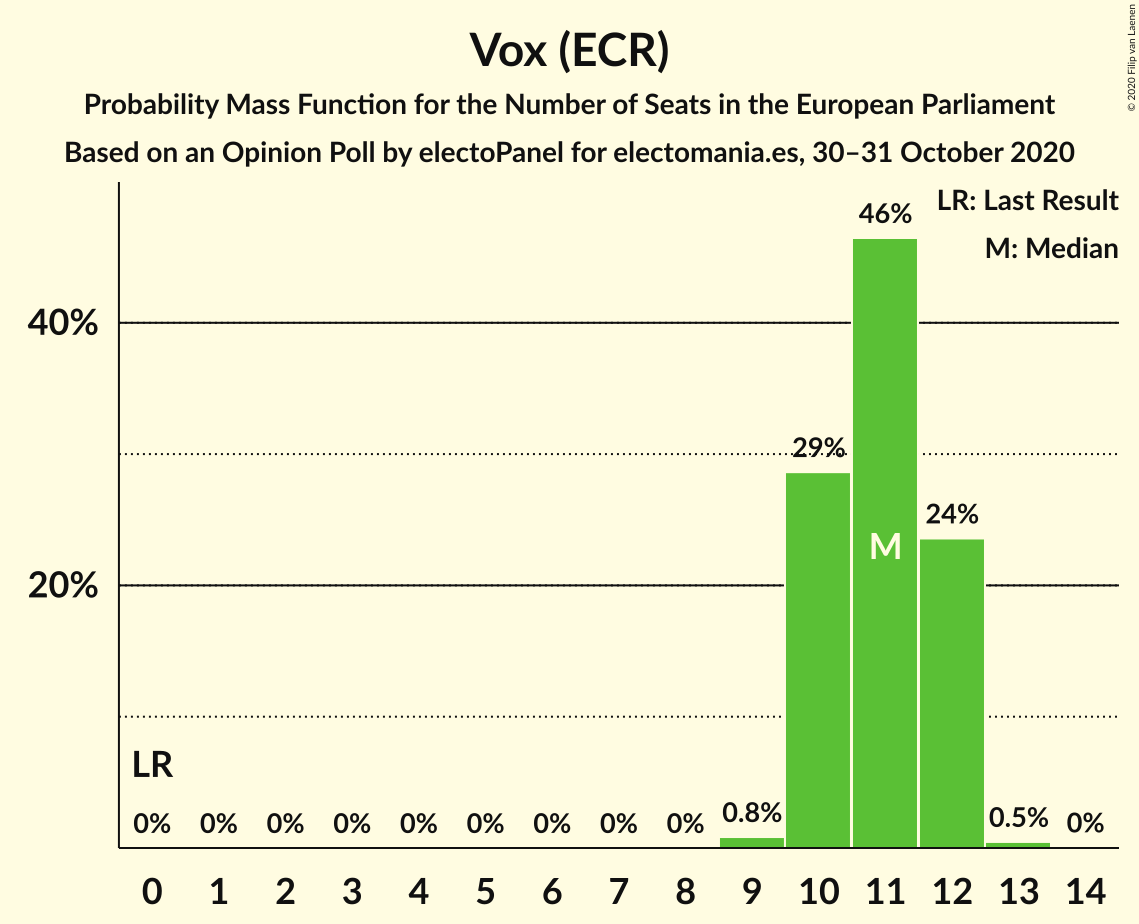 Vox (ECR)
Probability Mass Function for the Number of Seats in the European Parliament
Based on an Opinion Poll by electoPanel for electomania.es, 30–31 October 2020
© 2020 Filip van Laenen
LR: Last Result
M: Median
46%
40%
29%
24%
M
20%
LR
0% 0% 0% 0% 0% 0% 0% 0% 0% 0.8% 0.5% 0%
0 1 2 3 4 5 6 7 8 9 10 11 12 13 14